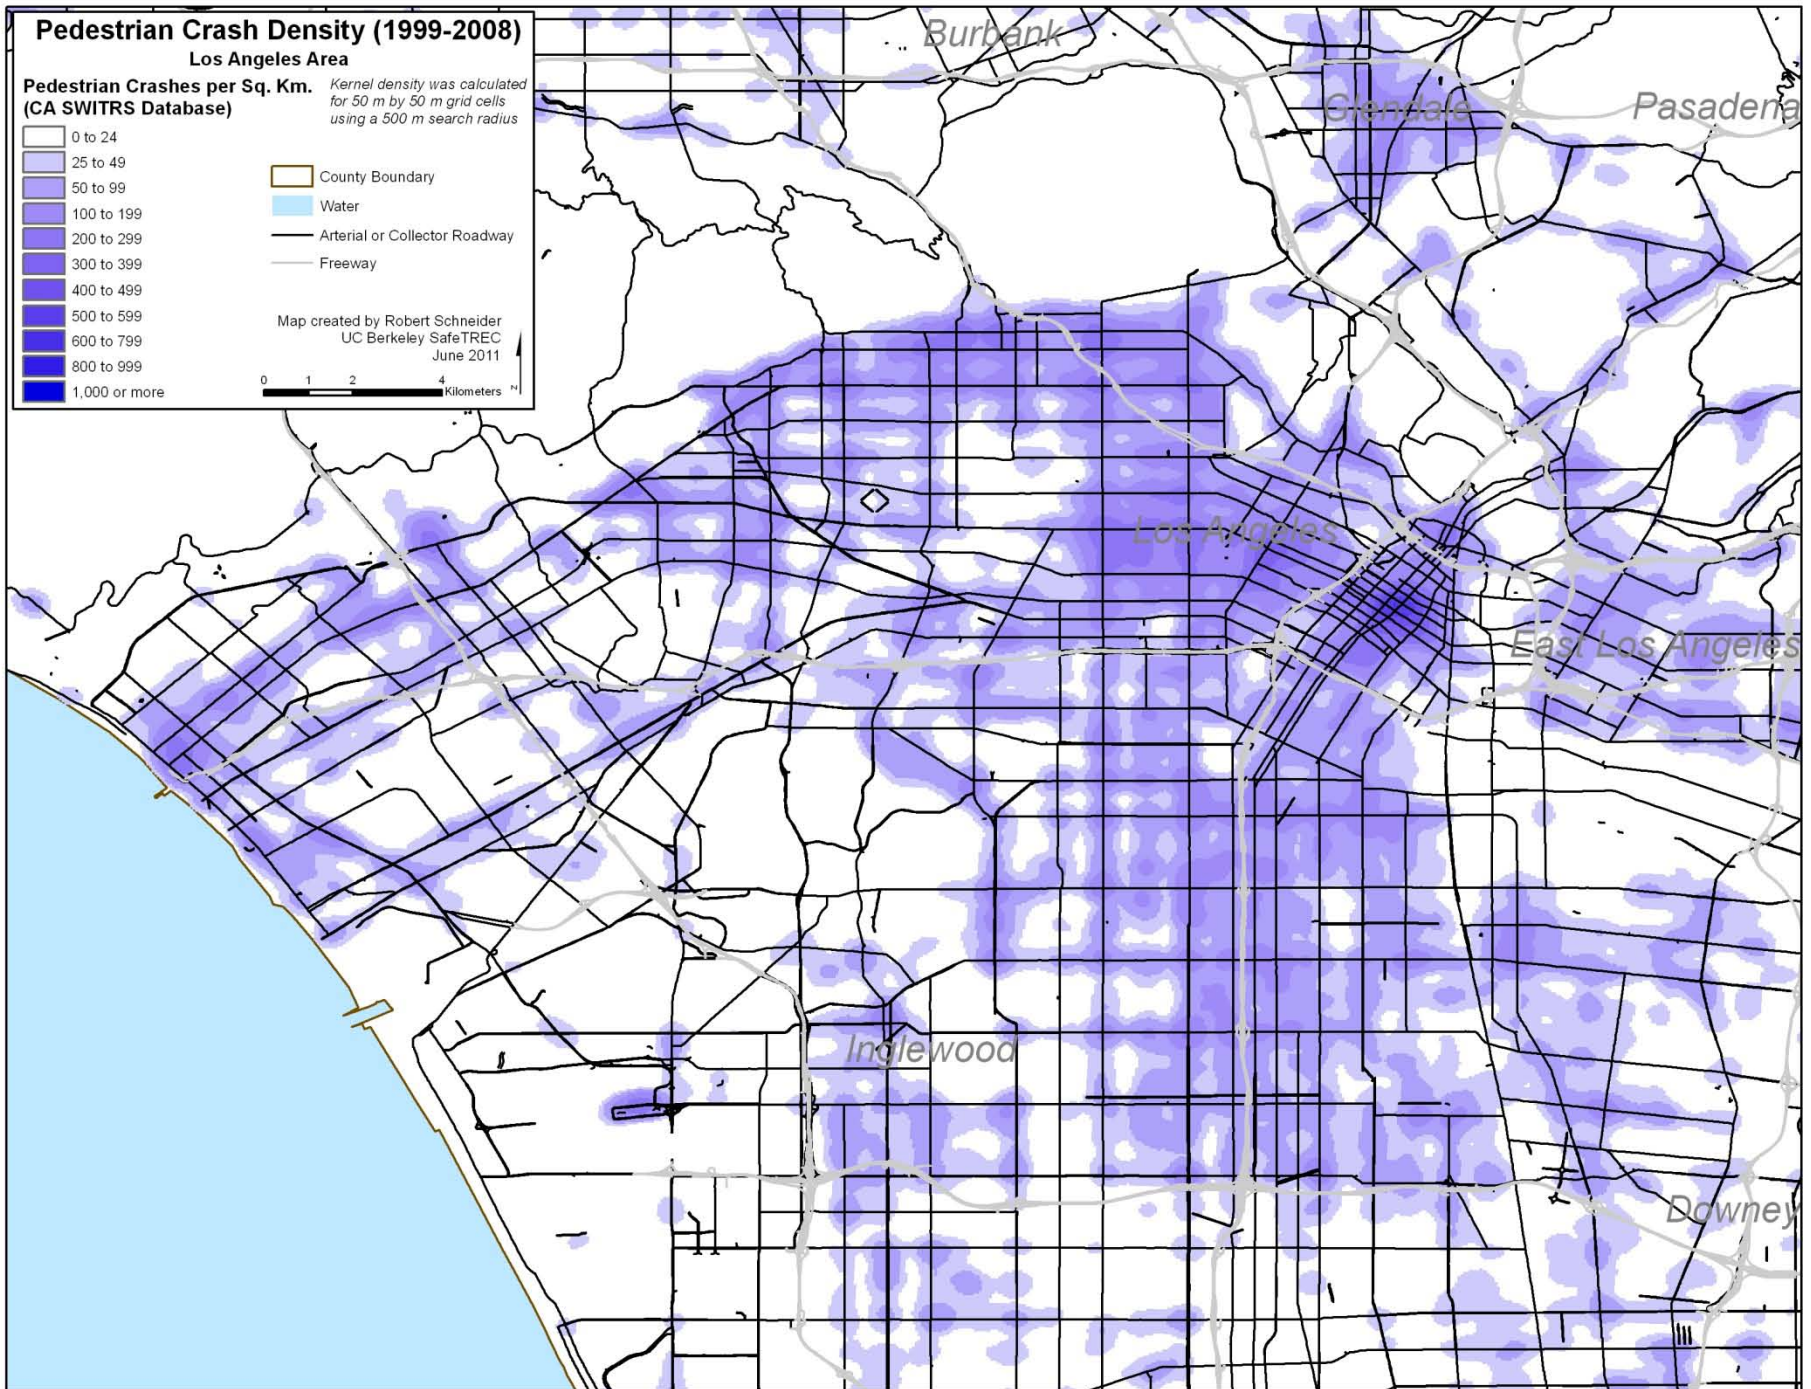 Pedestrian Crash Density (1999-2008)
Los Angeles Area
Pedestrian Crashes per Sq. Km.
(CA SWITRS Database)
Kernel density was calculated
for 50 m by 50 m grid cells
using a 500 m search radius
0 to 24
25 to 49
50 to 99
100 to 199
200 to 299
300 to 399
400 to 499
500 to 599
600 to 799
800 to 999
1,000 or more
County Boundary
Water
Arterial or Collector Roadway
Freeway
Map created by Robert Schneider
UC Berkeley SafeTREC
June 2011
0 1 2 4
Kilometers
N
Burbank
Glendale
Pasadena
Los Angeles
East Los Angeles
Inglewood
Downey